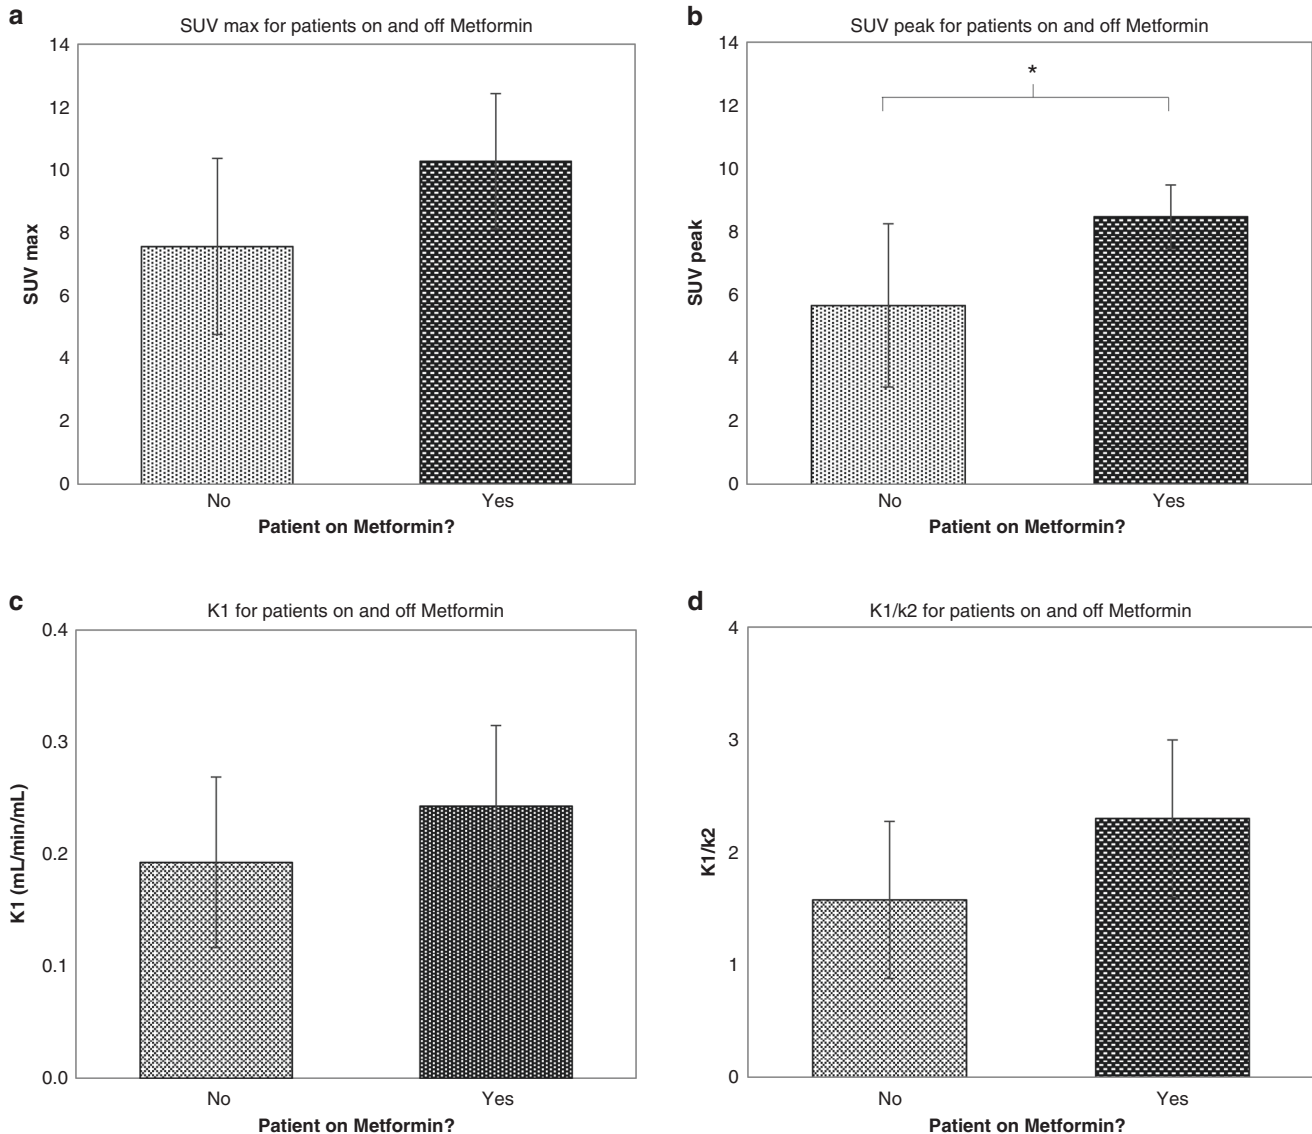 a
SUV max for patients on and off Metformin
14
12
10
8
6
4
2
0
SUV max
No
Yes
Patient on Metformin?
b
SUV peak for patients on and off Metformin
14
12
10
8
6
4
2
0
SUV peak
*
No
Yes
Patient on Metformin?
c
K1 for patients on and off Metformin
0.4
0.3
0.2
0.1
0.0
K1 (mL/min/mL)
No
Yes
Patient on Metformin?
d
K1/k2 for patients on and off Metformin
4
3
2
1
0
K1/k2
No
Yes
Patient on Metformin?